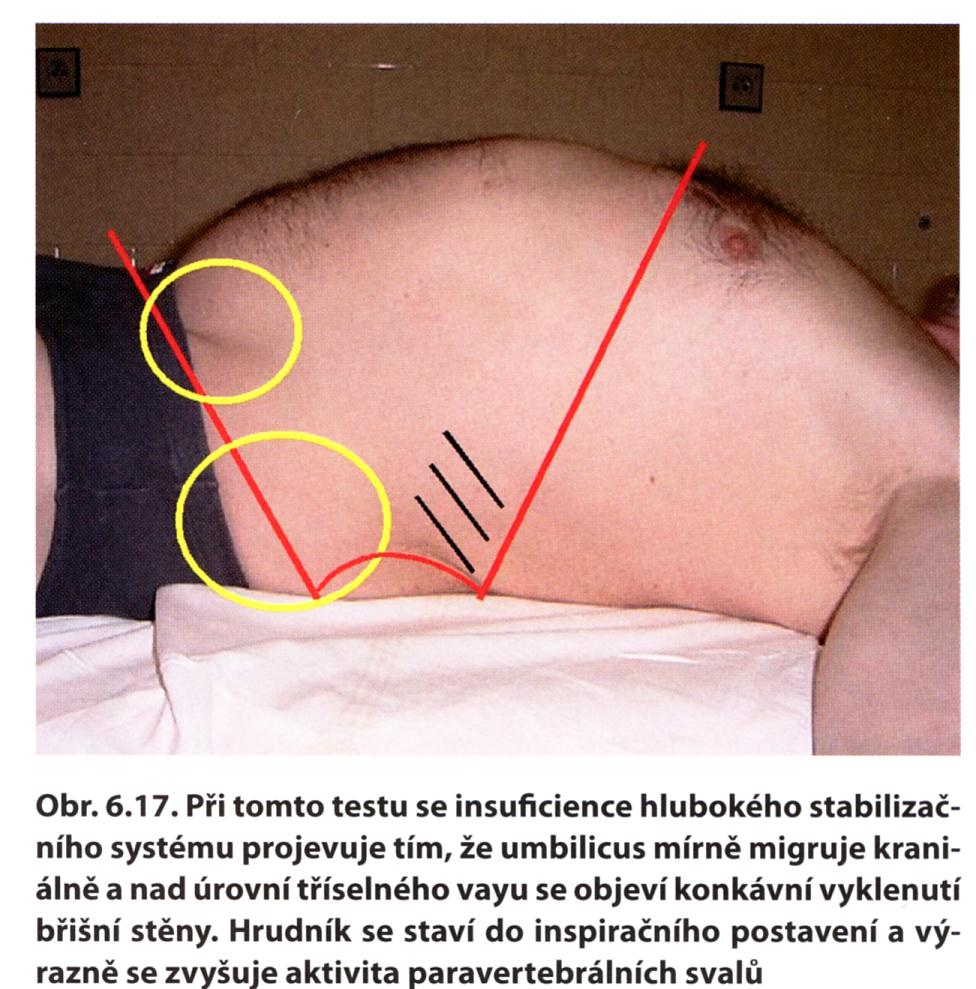 Obr. 6.17. Při tomto testu se insuficience hlubokého stabilizač-
ního systému projevuje tím, že umbilicus mírně migruje krani-
álně a nad úrovní tříselného vayu se objeví konkávní vyklenutí
břišní stěny. Hrudník se staví do inspiračního postavení a vý-
razně se zvyšuje aktivita paravertebrálních svalů